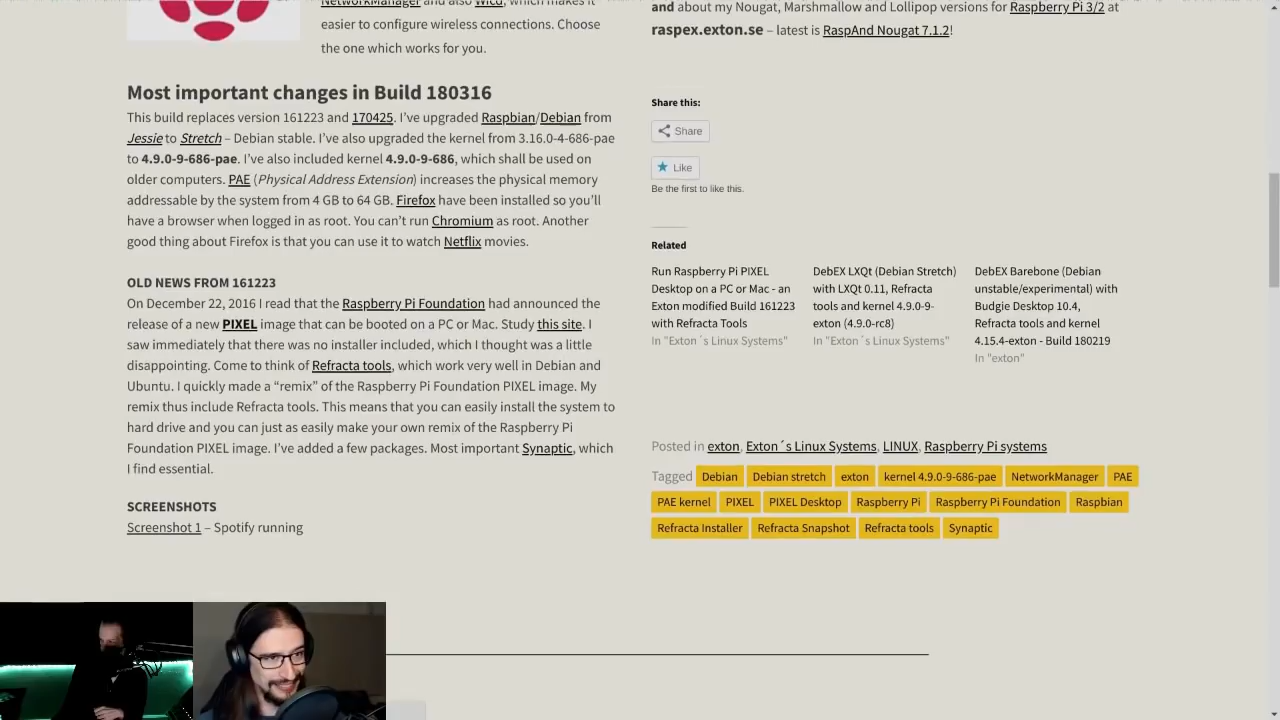 NetworkManager and also Wicd, which makes it
easier to configure wireless connections. Choose
the one which works for you.
Most important changes in Build 180316
This build replaces version 161223 and 170425. I’ve upgraded Raspbian/Debian from
Jessie to Stretch – Debian stable. I’ve also upgraded the kernel from 3.16.0-4-686-pae
to 4.9.0-9-686-pae. I’ve also included kernel 4.9.0-9-686, which shall be used on
older computers. PAE (Physical Address Extension) increases the physical memory
addressable by the system from 4 GB to 64 GB. Firefox have been installed so you’ll
have a browser when logged in as root. You can’t run Chromium as root. Another
good thing about Firefox is that you can use it to watch Netflix movies.
OLD NEWS FROM 161223
On December 22, 2016 I read that the Raspberry Pi Foundation had announced the
release of a new PIXEL image that can be booted on a PC or Mac. Study this site. I
saw immediately that there was no installer included, which I thought was a little
disappointing. Come to think of Refracta tools, which work very well in Debian and
Ubuntu. I quickly made a “remix” of the Raspberry Pi Foundation PIXEL image. My
remix thus include Refracta tools. This means that you can easily install the system to
hard drive and you can just as easily make your own remix of the Raspberry Pi
Foundation PIXEL image. I’ve added a few packages. Most important Synaptic, which
I find essential.
SCREENSHOTS
Screenshot 1 – Spotify running
and about my Nougat, Marshmallow and Lollipop versions for Raspberry Pi 3/2 at
raspex.exton.se – latest is RaspAnd Nougat 7.1.2!
Share this:
Share
Like
Be the first to like this.
Related
Run Raspberry Pi PIXEL
Desktop on a PC or Mac - an
Exton modified Build 161223
with Refracta Tools
In "Exton´s Linux Systems"
DebEX LXQt (Debian Stretch)
with LXQt 0.11, Refracta
tools and kernel 4.9.0-9-
exton (4.9.0-rc8)
In "Exton´s Linux Systems"
DebEX Barebone (Debian
unstable/experimental) with
Budgie Desktop 10.4,
Refracta tools and kernel
4.15.4-exton - Build 180219
In "exton"
Posted in exton, Exton´s Linux Systems, LINUX, Raspberry Pi systems
Tagged Debian Debian stretch exton kernel 4.9.0-9-686-pae NetworkManager PAE
PAE kernel PIXEL PIXEL Desktop Raspberry Pi Raspberry Pi Foundation Raspbian
Refracta Installer Refracta Snapshot Refracta tools Synaptic